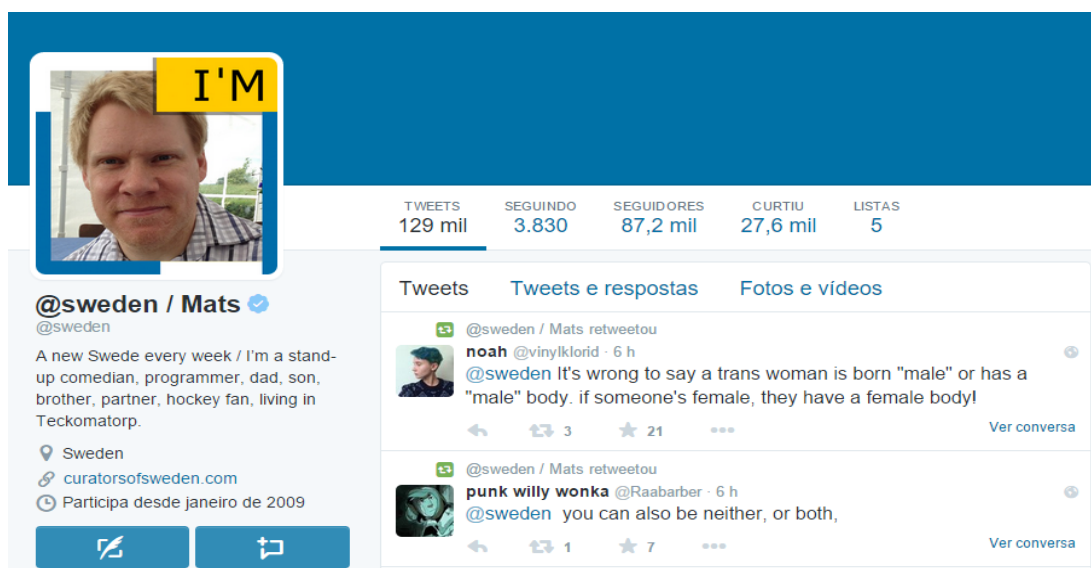 I'M
TWEETS SEGUINDO SEGUIDORES CURTIU LISTAS
129 mil 3.830 87,2 mil 27,6 mil 5
@sweden / Mats
@sweden
A new Swede every week / I'm a stand-
up comedian, programmer, dad, son,
brother, partner, hockey fan, living in
Teckomatorp.
Sweden
curatorsofsweden.com
Participa desde janeiro de 2009
Tweets Tweets e respostas Fotos e vídeos
@sweden / Mats retweetou
noah @vinylklorid · 6 h
@sweden It's wrong to say a trans woman is born "male" or has a
"male" body. if someone's female, they have a female body!
3 21 Ver conversa
@sweden / Mats retweetou
punk willy wonka @Raabarber · 6 h
@sweden you can also be neither, or both,
1 7 Ver conversa